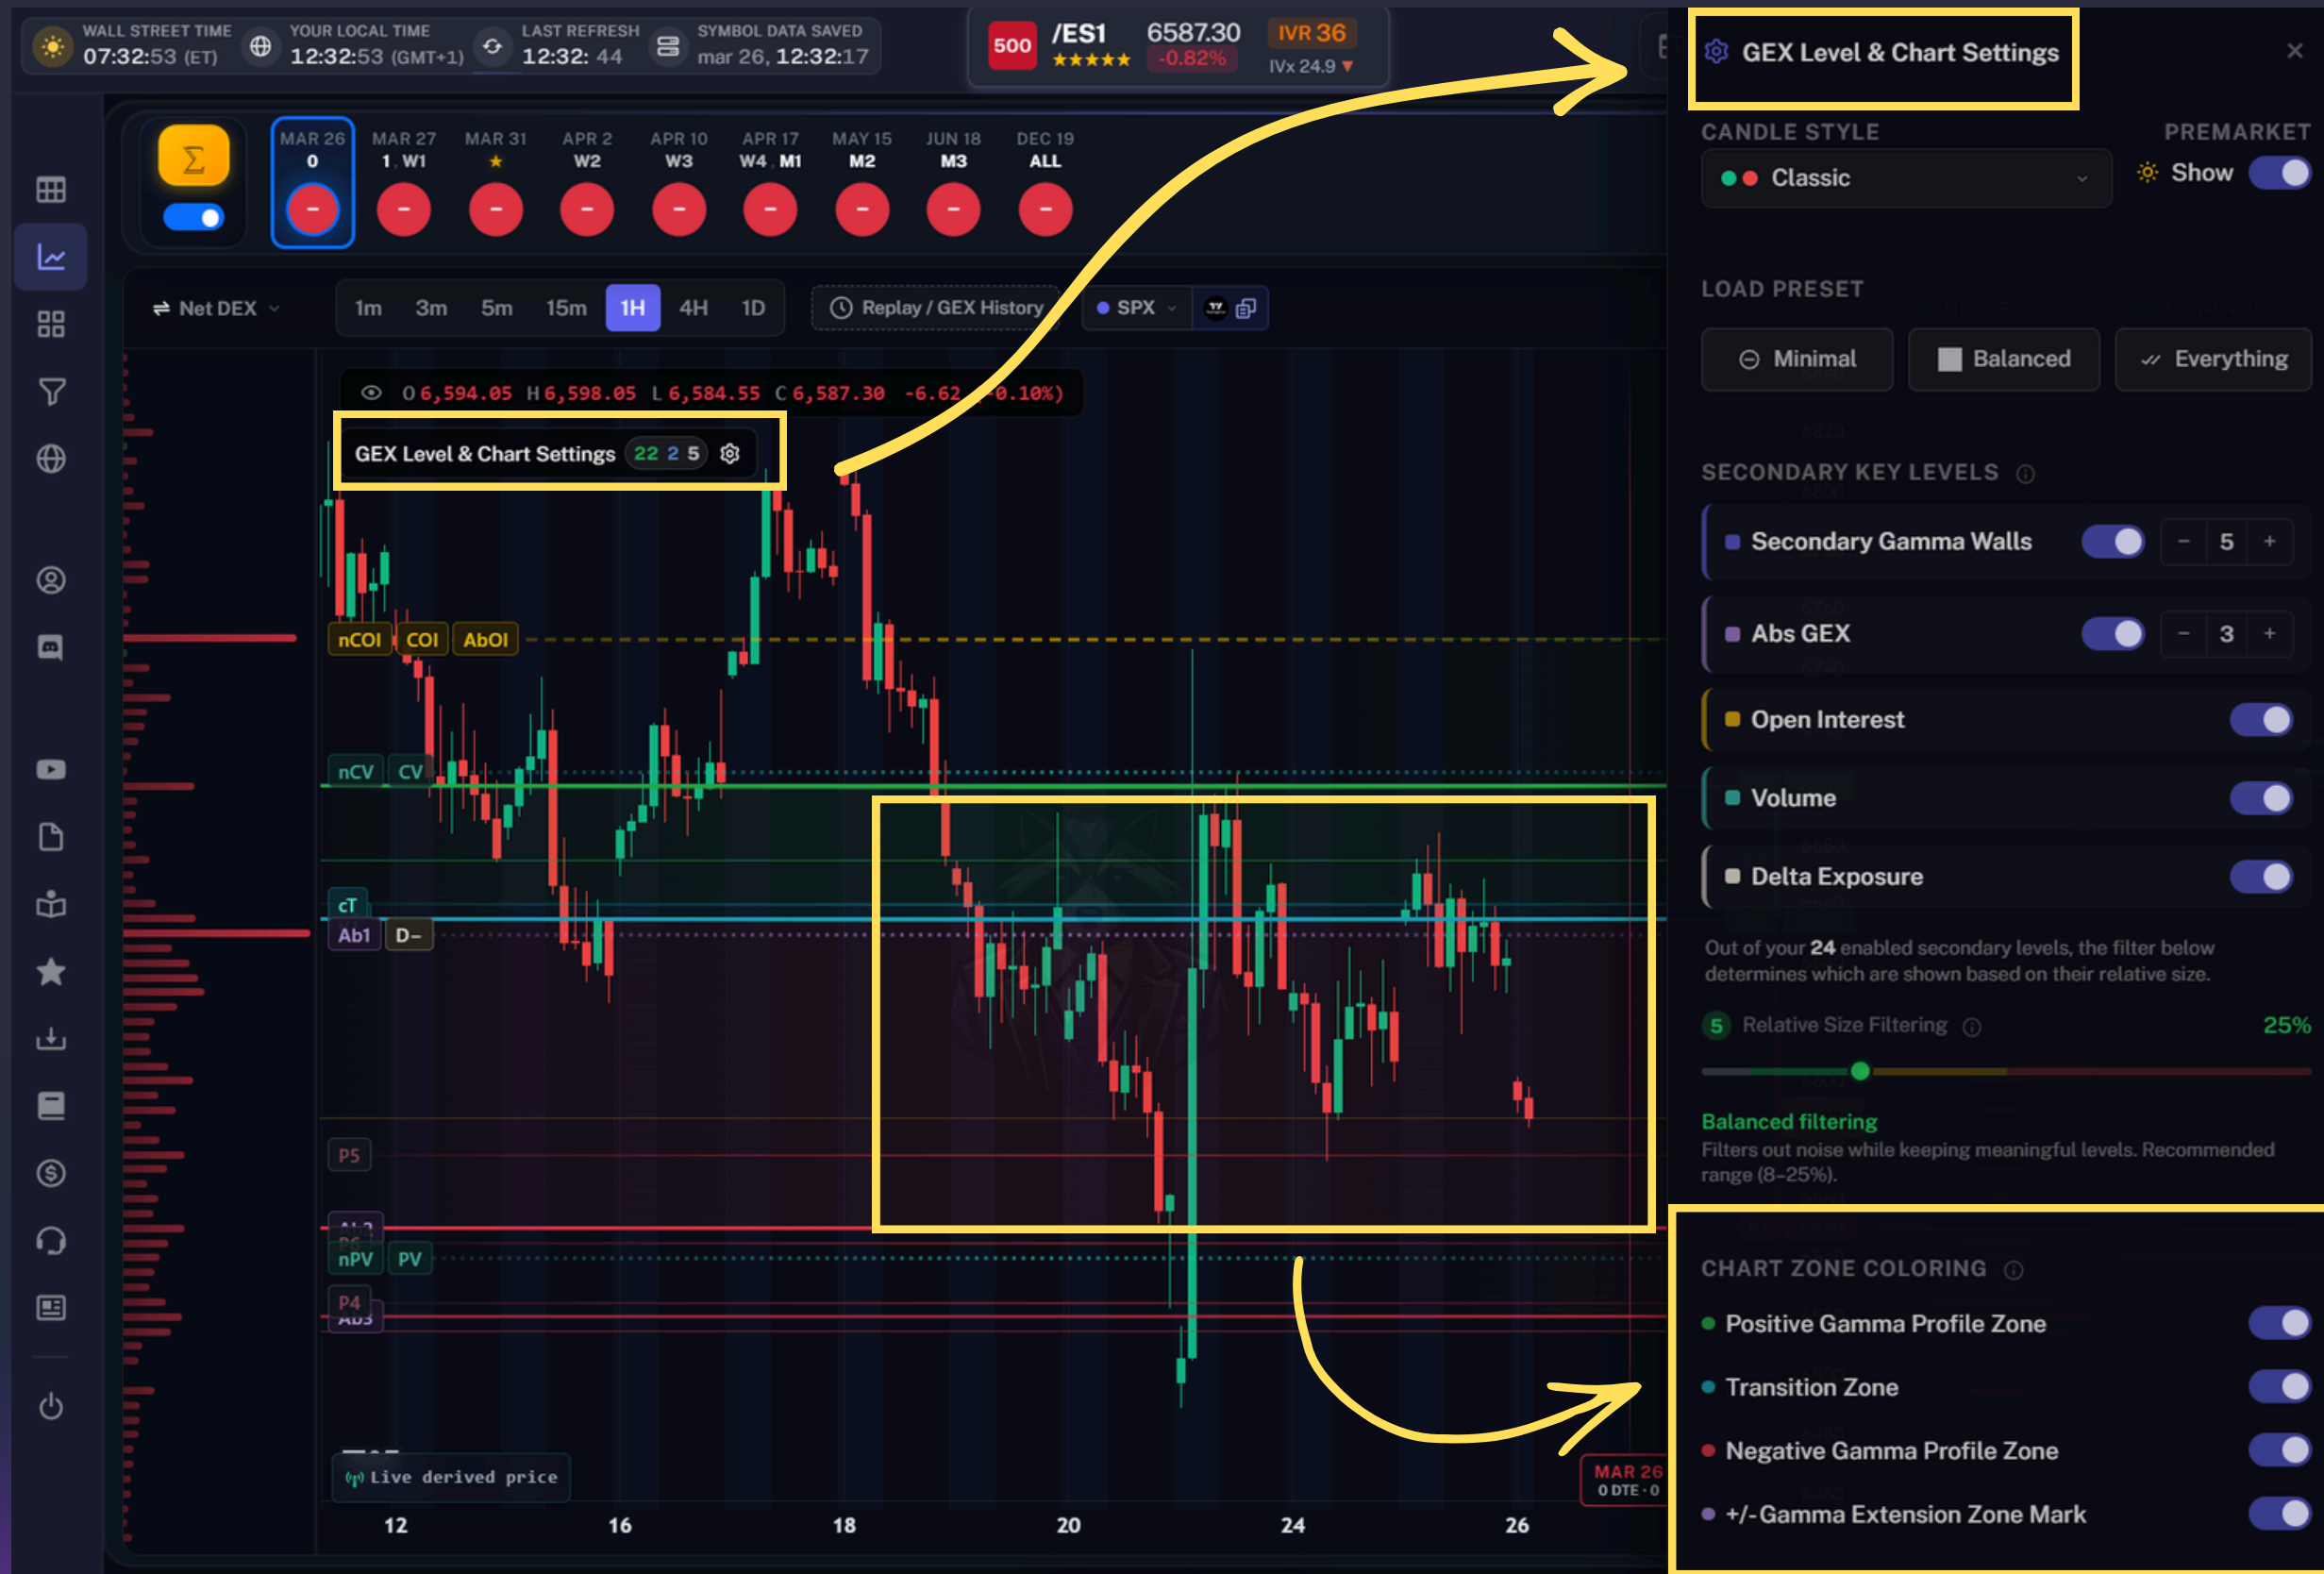 WALL STREET TIME
07:32:53 (ET)
YOUR LOCAL TIME
12:32:53 (GMT+1)
LAST REFRESH
12:32: 44
SYMBOL DATA SAVED
mar 26, 12:32:17
500
/ES1
★★★★★
6587.30
-0.82%
IVR 36
IVx 24.9 ▼
GEX Level & Chart Settings
Σ
MAR 26
0
MAR 27
1, W1
MAR 31
★
APR 2
W2
APR 10
W3
APR 17
W4, M1
MAY 15
M2
JUN 18
M3
DEC 19
ALL
Net DEX
1m 3m 5m 15m 1H 4H 1D
Replay / GEX History
SPX
O 6,594.05 H 6,598.05 L 6,584.55 C 6,587.30 -6.62 (-0.10%)
GEX Level & Chart Settings 22 2 5
nCOI COI AbOI
nCV CV
cT
Ab1 D-
P5
nPV PV
P4
Ab3
Live derived price
MAR 26
0 DTE · 0
12 16 18 20 24 26
CANDLE STYLE
Classic
PREMARKET
Show
LOAD PRESET
Minimal
Balanced
Everything
SECONDARY KEY LEVELS
Secondary Gamma Walls - 5 +
Abs GEX - 3 +
Open Interest
Volume
Delta Exposure
Out of your 24 enabled secondary levels, the filter below
determines which are shown based on their relative size.
5 Relative Size Filtering 25%
Balanced filtering
Filters out noise while keeping meaningful levels. Recommended
range (8–25%).
CHART ZONE COLORING
Positive Gamma Profile Zone
Transition Zone
Negative Gamma Profile Zone
+/-Gamma Extension Zone Mark